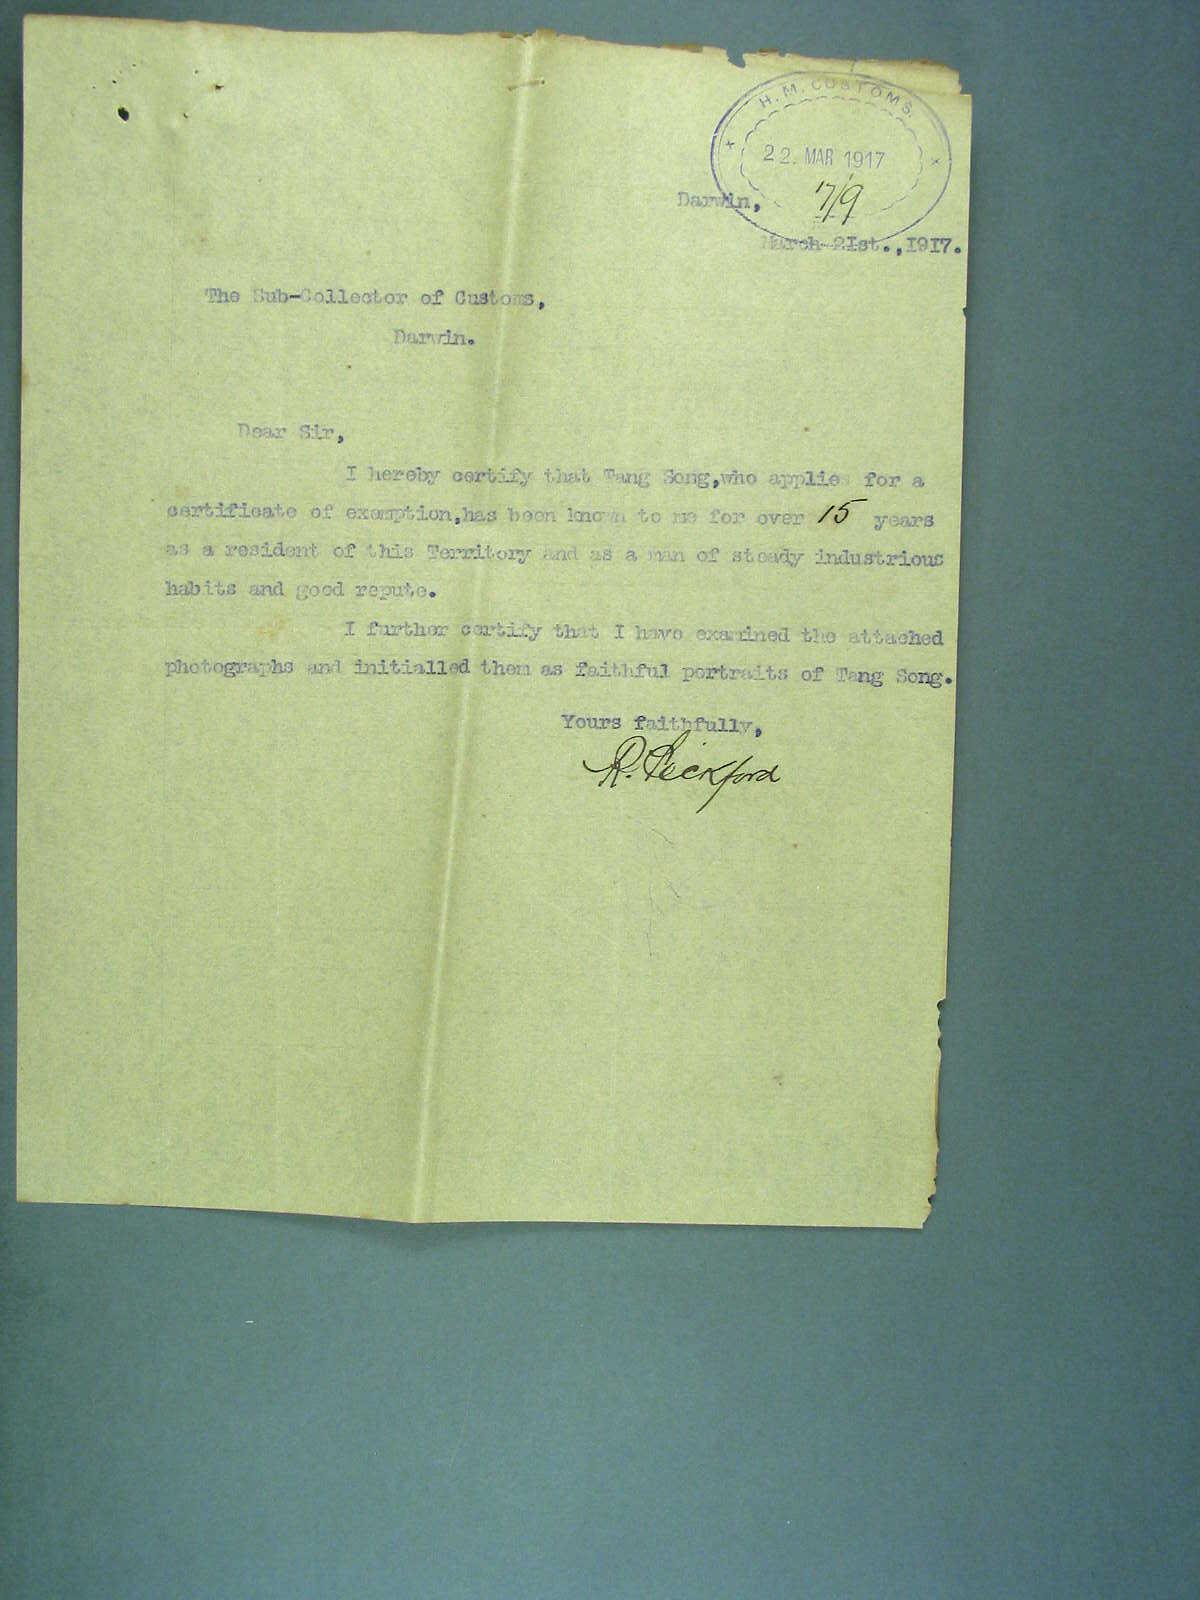 H. M. CUSTOMS.
22. MAR 1917
Darwin,
17/9
March 21st.,1917.
The Sub-Collector of Customs,
Darwin.
Dear Sir,
I hereby certify that Tang Song,who applies for a
certificate of exemption,has been known to me for over 15 years
as a resident of this Territory and as a man of steady industrious
habits and good repute.
I further certify that I have examined the attached
photographs and initialled them as faithful portraits of Tang Song.
Yours faithfully,
R.